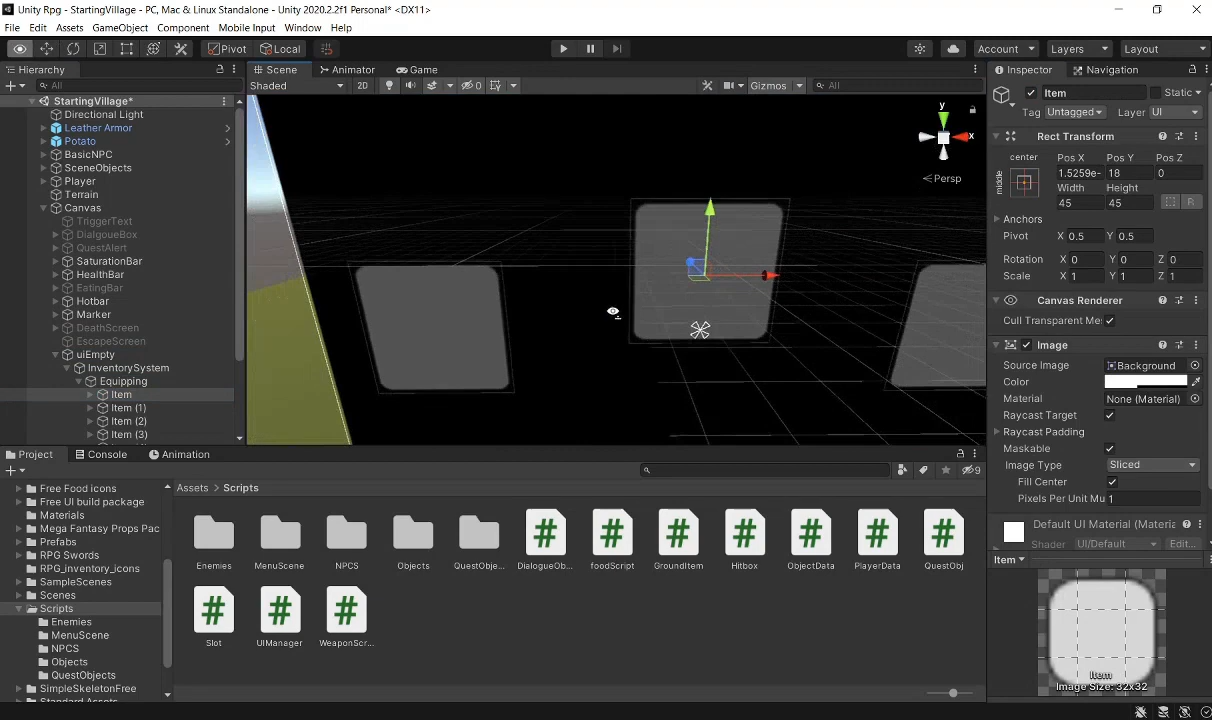 Unity Rpg - StartingVillage - PC, Mac & Linux Standalone - Unity 2020.2.2f1 Personal* <DX11>
File Edit Assets GameObject Component Mobile Input Window Help
Pivot Local Account Layers Layout
Hierarchy
All
StartingVillage*
Directional Light
Leather Armor
Potato
BasicNPC
SceneObjects
Player
Terrain
Canvas
TriggerText
DialgoueBox
QuestAlert
SaturationBar
HealthBar
EatingBar
Hotbar
Marker
DeathScreen
EscapeScreen
uiEmpty
InventorySystem
Equipping
Item
Item (1)
Item (2)
Item (3)
Scene Animator Game
Shaded 2D 0 Gizmos All
y
x
Persp
Inspector Navigation
Item Static
Tag Untagged Layer UI
Rect Transform
center Pos X Pos Y Pos Z
middle 1.5259e- 18 0
Width Height
45 45 R
Anchors
Pivot X 0.5 Y 0.5
Rotation X 0 Y 0 Z 0
Scale X 1 Y 1 Z 1
Canvas Renderer
Cull Transparent Mes
Image
Source Image Background
Color
Material None (Material)
Raycast Target
Raycast Padding
Maskable
Image Type Sliced
Fill Center
Pixels Per Unit Mu 1
Default UI Material (Materia
Shader UI/Default Edit...
Item
Item
Image Size: 32x32
Project Console Animation
9
Free Food icons
Free UI build package
Materials
Mega Fantasy Props Pac
Prefabs
RPG Swords
RPG_inventory_icons
SampleScenes
Scenes
Scripts
Enemies
MenuScene
NPCS
Objects
QuestObjects
SimpleSkeletonFree
Standard Assets
Assets > Scripts
Enemies MenuScene NPCS Objects QuestObje... DialogueOb... foodScript GroundItem Hitbox ObjectData PlayerData QuestObj
Slot UIManager WeaponScr...